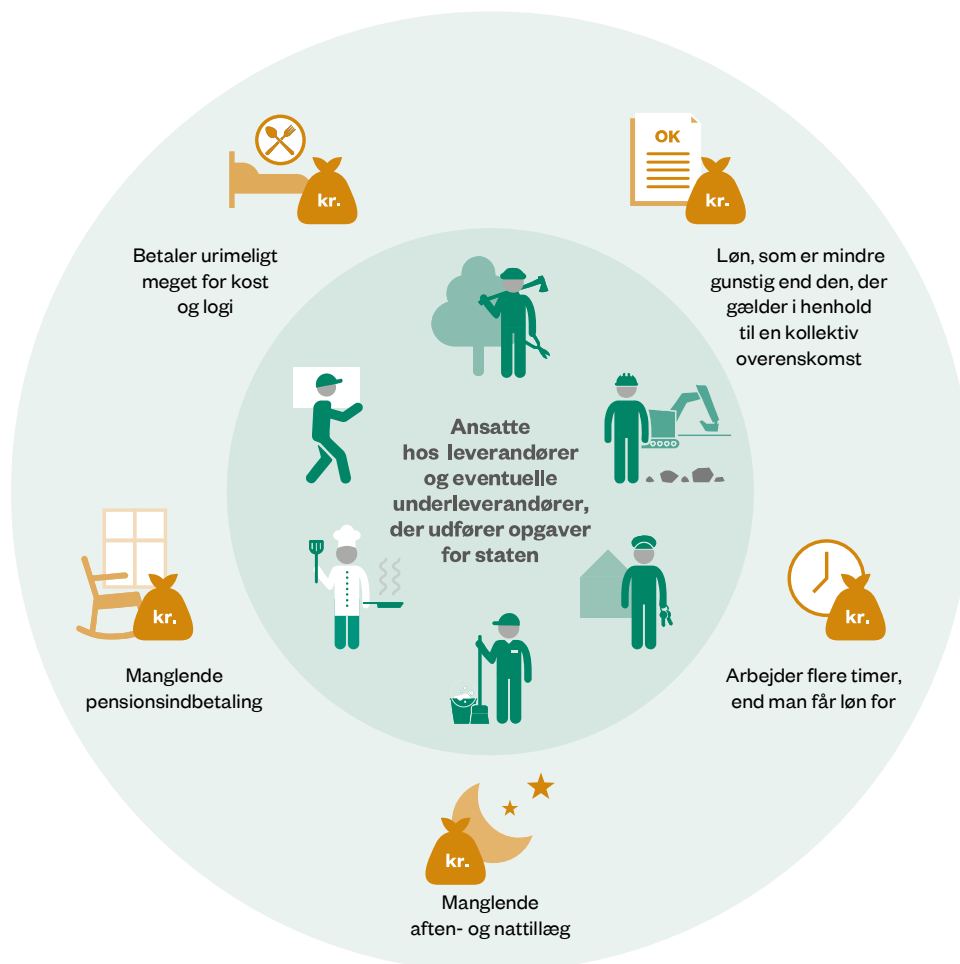 kr.
Betaler urimeligt
meget for kost
og logi
OK
kr.
Løn, som er mindre
gunstig end den, der
gælder i henhold
til en kollektiv
overenskomst
Ansatte
hos leverandører
og eventuelle
underleverandører,
der udfører opgaver
for staten
kr.
Manglende
pensionsindbetaling
kr.
Arbejder flere timer,
end man får løn for
kr.
Manglende
aften- og nattillæg